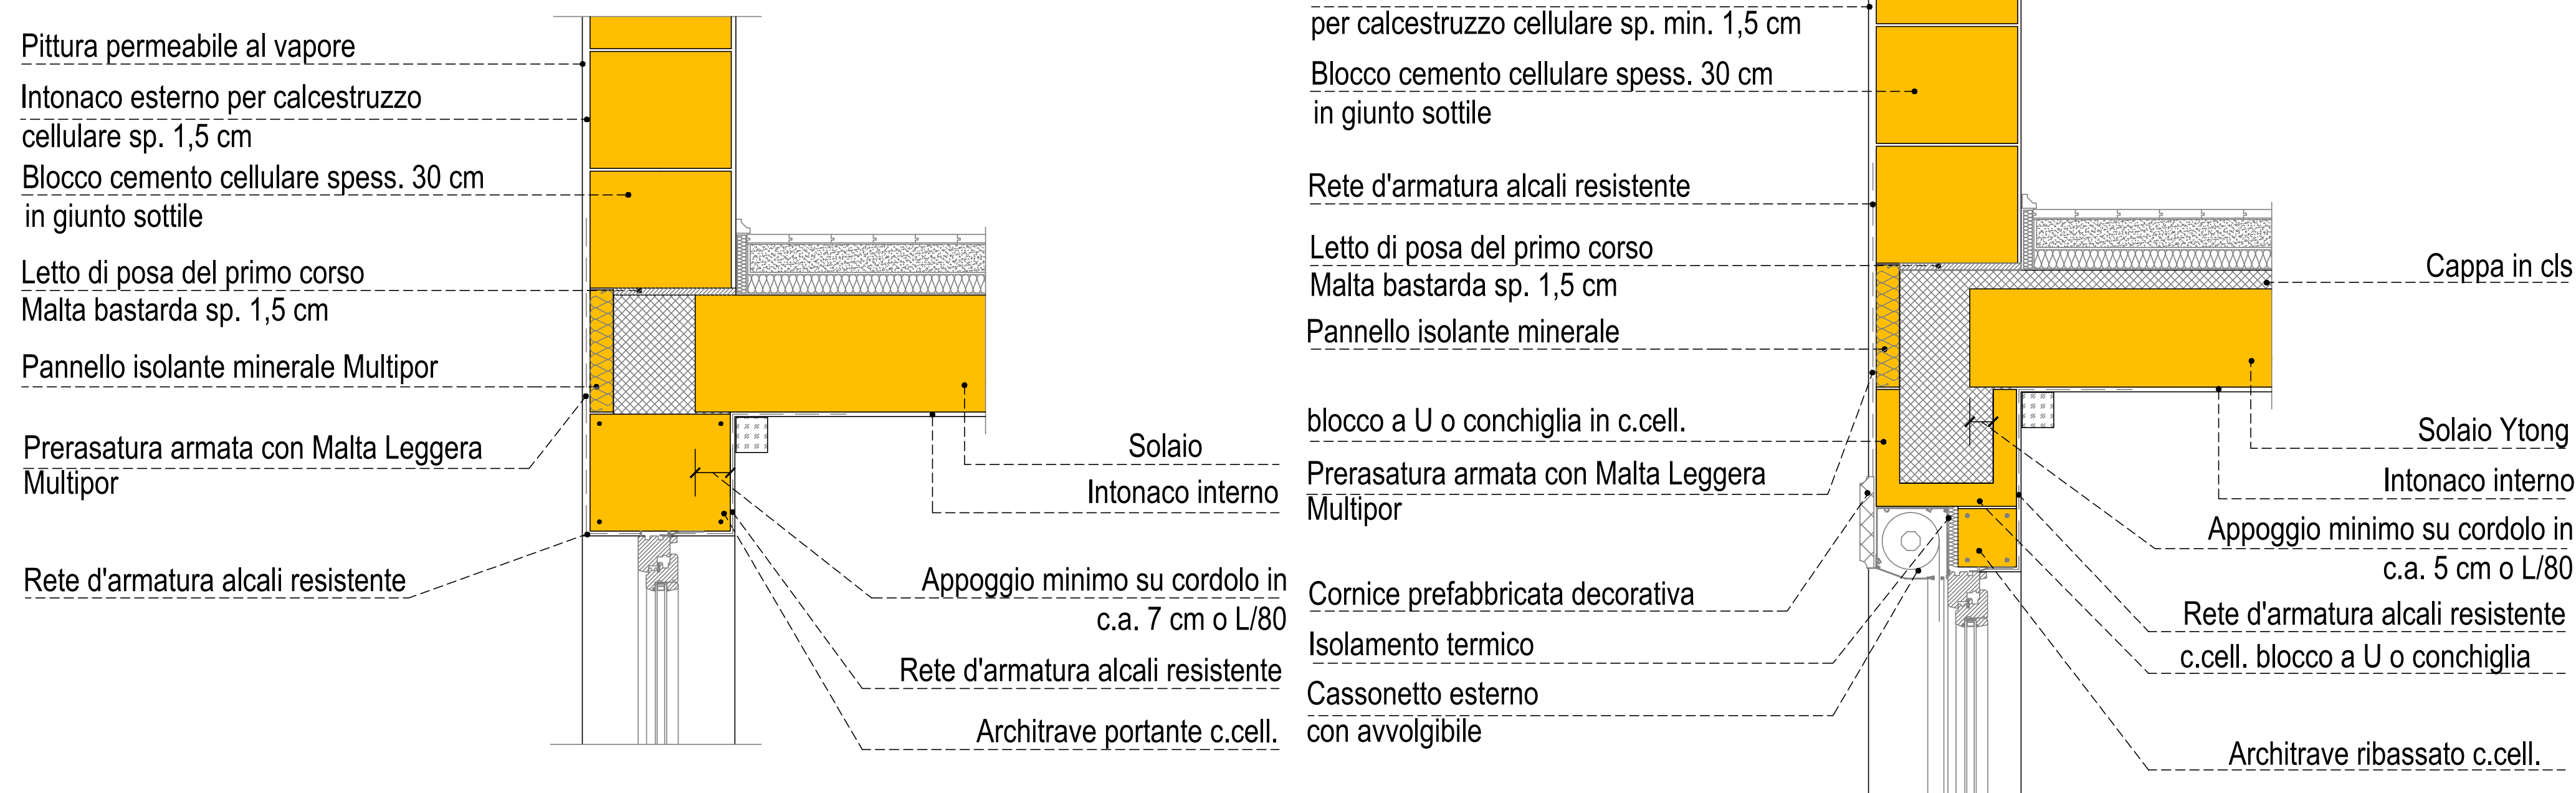 Pittura permeabile al vapore
Intonaco esterno per calcestruzzo
cellulare sp. 1,5 cm
Blocco cemento cellulare spess. 30 cm
in giunto sottile
Letto di posa del primo corso
Malta bastarda sp. 1,5 cm
Pannello isolante minerale Multipor
Prerasatura armata con Malta Leggera
Multipor
Rete d'armatura alcali resistente
Solaio
Intonaco interno
Appoggio minimo su cordolo in
c.a. 7 cm o L/80
Rete d'armatura alcali resistente
Architrave portante c.cell.
per calcestruzzo cellulare sp. min. 1,5 cm
Blocco cemento cellulare spess. 30 cm
in giunto sottile
Rete d'armatura alcali resistente
Letto di posa del primo corso
Malta bastarda sp. 1,5 cm
Pannello isolante minerale
blocco a U o conchiglia in c.cell.
Prerasatura armata con Malta Leggera
Multipor
Cornice prefabbricata decorativa
Isolamento termico
Cassonetto esterno
con avvolgibile
Cappa in cls
Solaio Ytong
Intonaco interno
Appoggio minimo su cordolo in
c.a. 5 cm o L/80
Rete d'armatura alcali resistente
c.cell. blocco a U o conchiglia
Architrave ribassato c.cell.